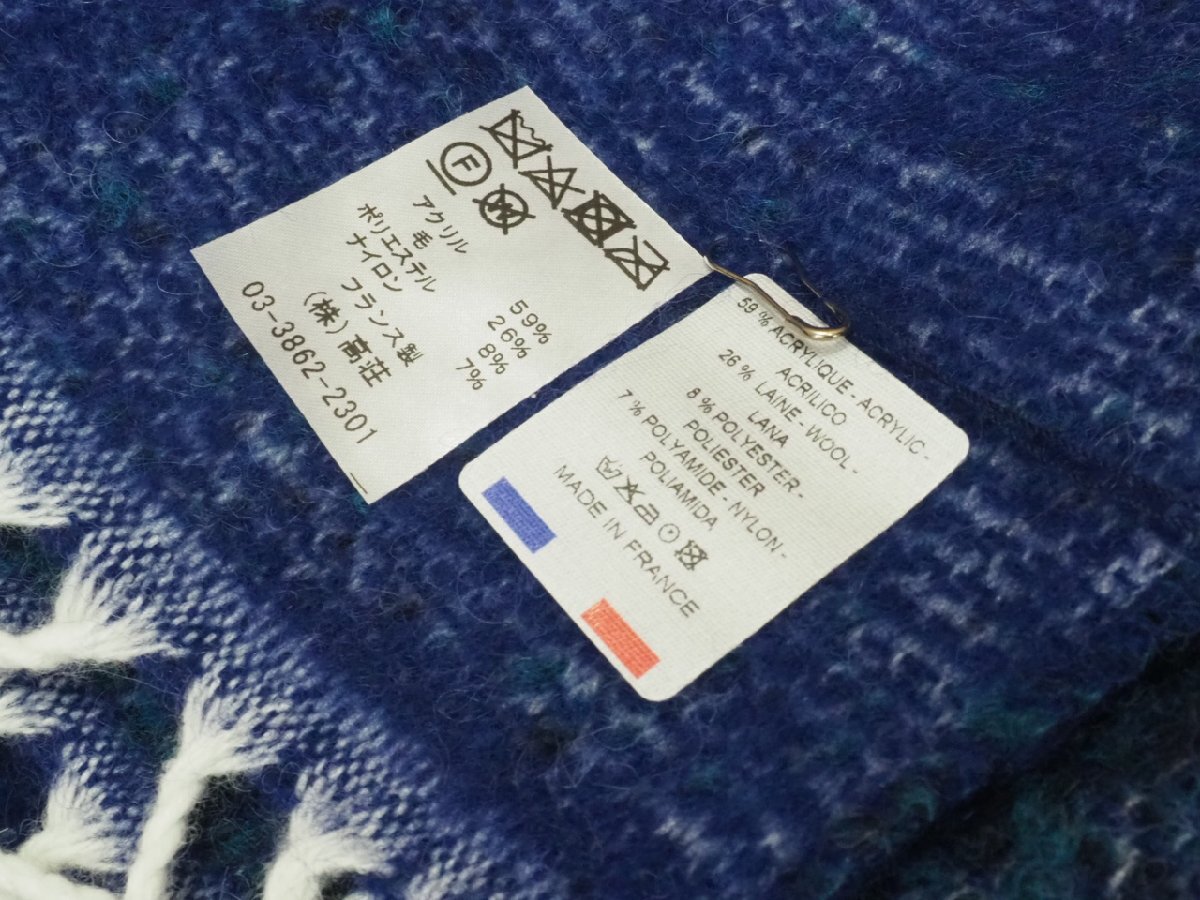 アクリル 59%
毛 26%
ポリエステル 8%
ナイロン 7%
フランス製
(株)髙荘
03-3862-2301
59% ACRYLIQUE - ACRYLIC -
ACRILICO
26% LAINE - WOOL -
LANA
8% POLYESTER -
POLIESTER
7% POLYAMIDE - NYLON -
POLIAMIDA
MADE IN FRANCE